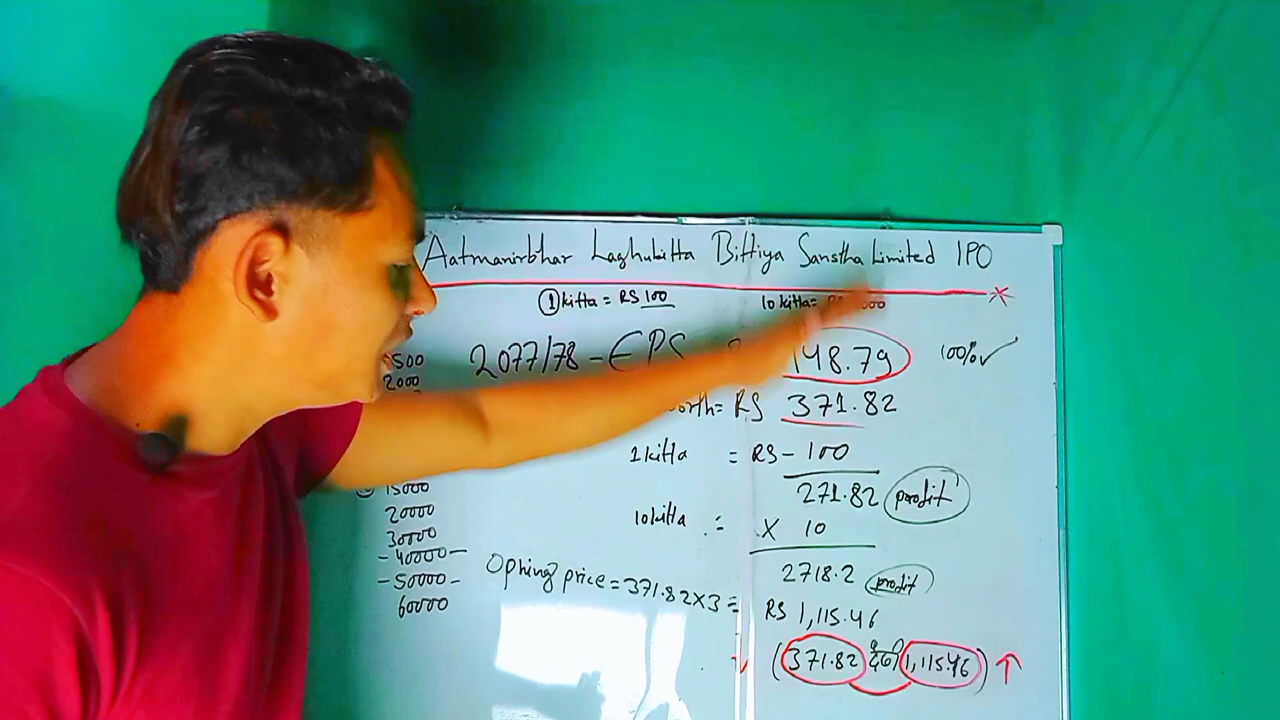 Aatmanirbhar Laghubitta Bittiya Sanstha Limited IPO
① kitta = RS 100
10 kitta =
2077/78 - EPS
148.79
100% ✓
= RS 371.82
1 kitta = RS - 100
271.82 profit
10 kitta = X 10
2718.2 profit
Opning price = 371.82 X 3 = RS 1,115.46
(371.82 1,115.46) ↑
2000
15000
20000
30000
- 40000 -
- 50000 -
60000